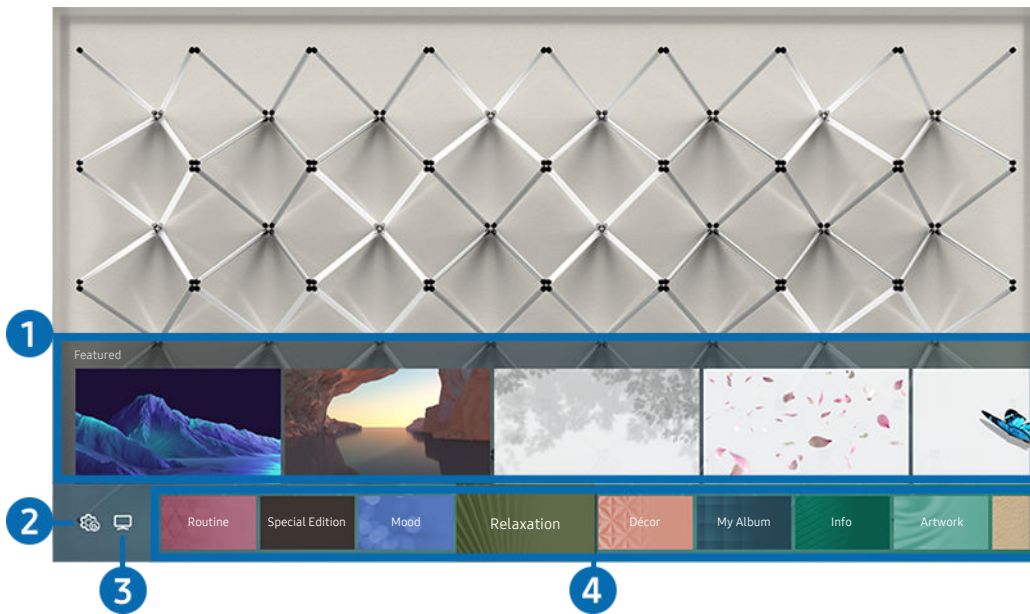 1
Featured
2
Routine
Special Edition
Mood
Relaxation
Décor
My Album
Info
Artwork
3
4